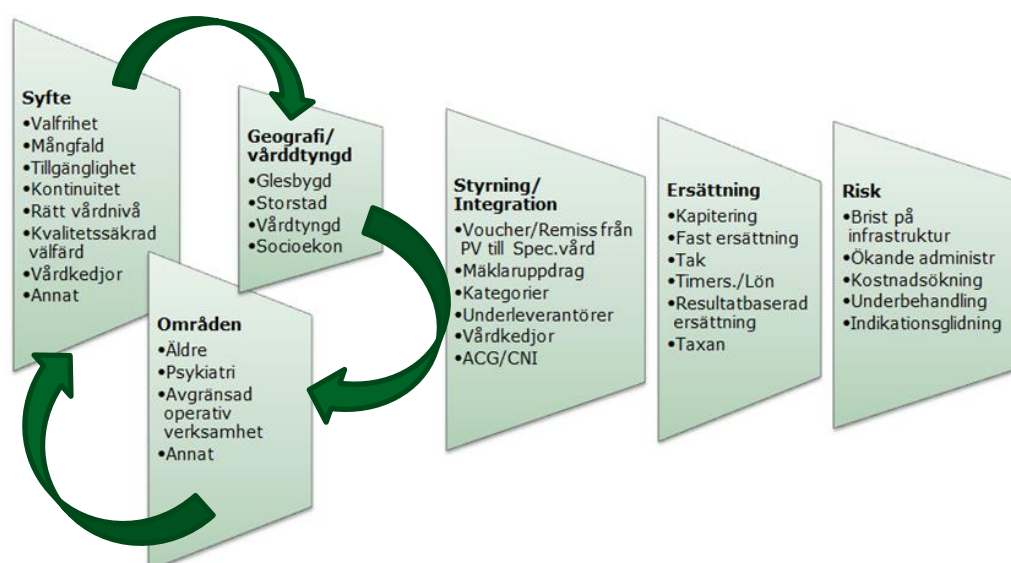 Syfte
•Valfrihet
•Mångfald
•Tillgänglighet
•Kontinuitet
•Rätt vårdnivå
•Kvalitetssäkrad
välfärd
•Vårdkedjor
•Annat
Geografi/
vårddtyngd
•Glesbygd
•Storstad
•Vårdtyngd
•Socioekon
Områden
•Äldre
•Psykiatri
•Avgränsad
operativ
verksamhet
•Annat
Styrning/
Integration
•Voucher/Remiss från
PV till Spec.vård
•Mäklaruppdrag
•Kategorier
•Underleverantörer
•Vårdkedjor
•ACG/CNI
Ersättning
•Kapitering
•Fast ersättning
•Tak
•Timers./Lön
•Resultatbaserad
ersättning
•Taxan
Risk
•Brist på
infrastruktur
•Ökande administr
•Kostnadsökning
•Underbehandling
•Indikationsglidning